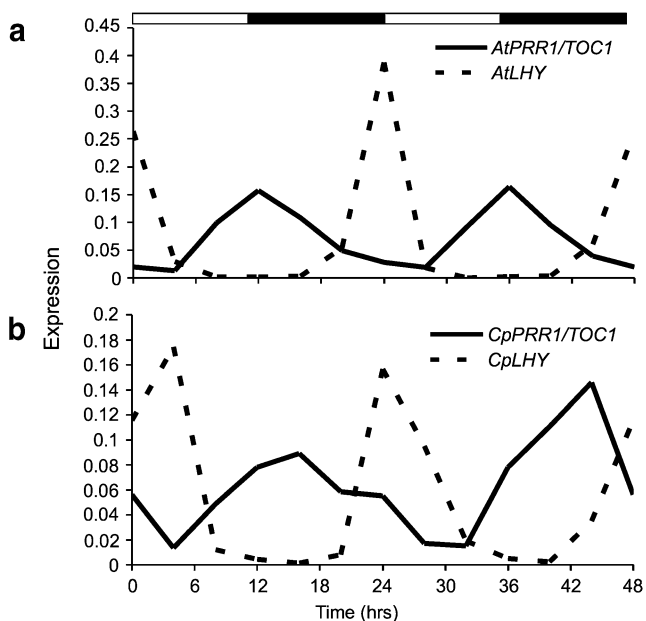 a
0.45
0.4
0.35
0.3
0.25
0.2
0.15
0.1
0.05
0
AtPRR1/TOC1
AtLHY
Expression
b
0.2
0.18
0.16
0.14
0.12
0.1
0.08
0.06
0.04
0.02
0
CpPRR1/TOC1
CpLHY
0 6 12 18 24 30 36 42 48
Time (hrs)